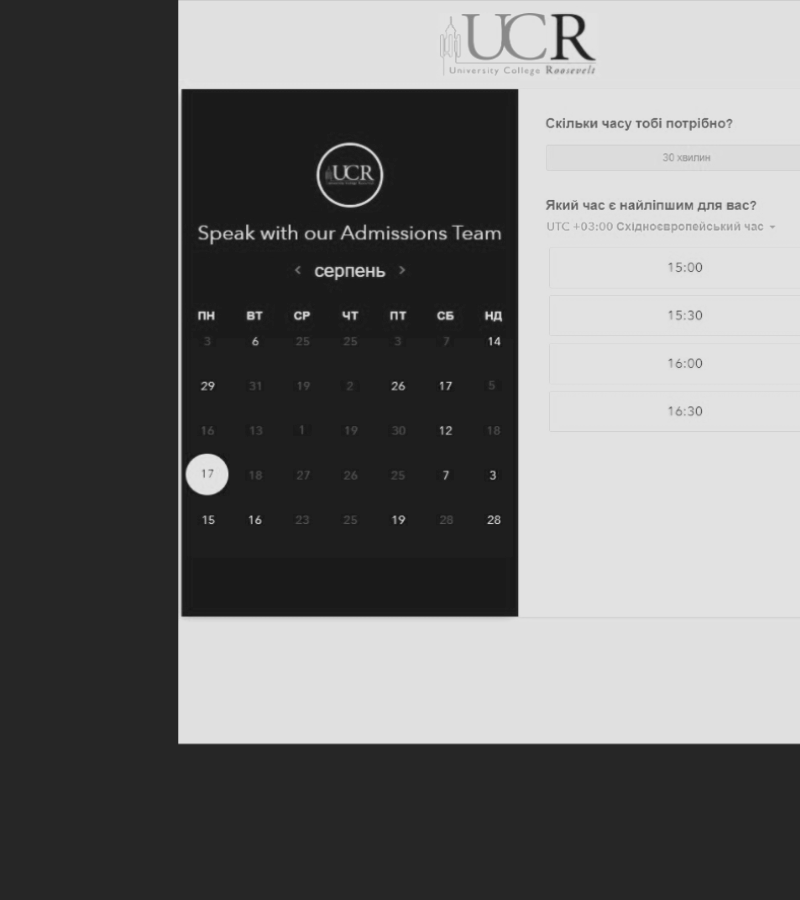 UCR
University College Roosevelt
UCR
Speak with our Admissions Team
< серпень >
ПН ВТ СР ЧТ ПТ СБ НД
3 6 25 25 3 7 14
29 31 19 2 26 17 5
16 13 1 19 30 12 18
17 18 27 26 25 7 3
15 16 23 25 19 28 28
Скільки часу тобі потрібно?
30 хвилин
Який час є найліпшим для вас?
UTC +03:00 Східноєвропейський час
15:00
15:30
16:00
16:30